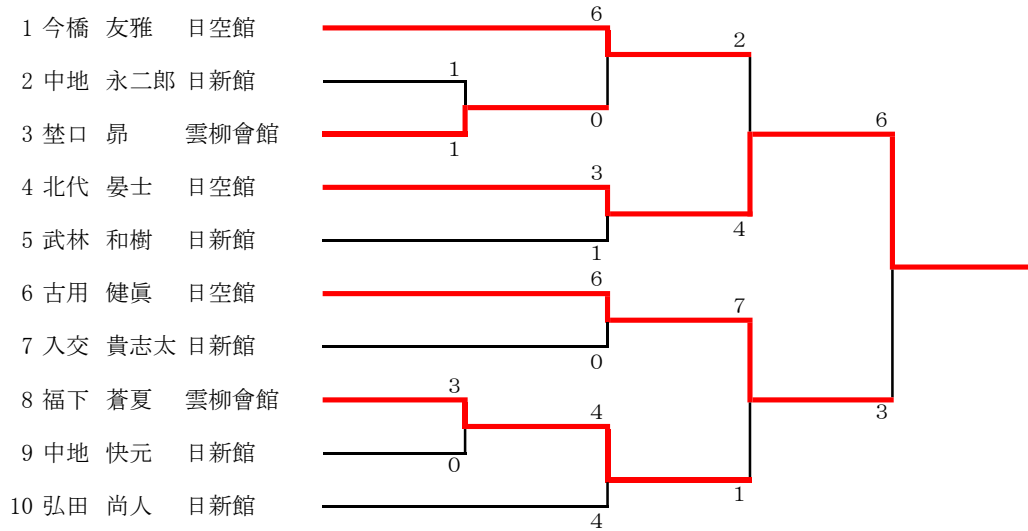 6
1 今橋 友雅 日空館
2
2 中地 永二郎 日新館
1
0
3 埜口 昴 雲柳會館
1
6
4 北代 晏士 日空館
3
4
5 武林 和樹 日新館
1
6 古用 健眞 日空館
6
7
7 入交 貴志太 日新館
0
8 福下 蒼夏 雲柳會館
3
3
4
9 中地 快元 日新館
0
1
10 弘田 尚人 日新館
4